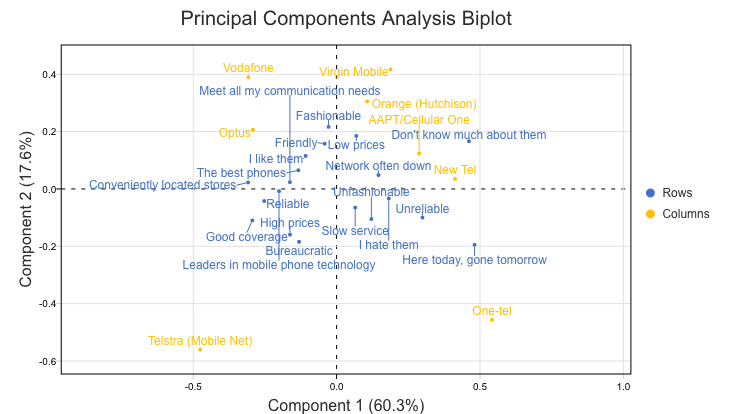 Principal Components Analysis Biplot
Component 2 (17.6%)
0.4
0.2
0.0
-0.2
-0.4
-0.6
Vodafone
Virgin Mobile
Meet all my communication needs
Orange (Hutchison)
Fashionable
AAPT/Cellular One
Optus
Don't know much about them
Friendly
Low prices
I like them
Network often down
The best phones
New Tel
Conveniently located stores
Unfashionable
Reliable
Unreliable
High prices
Slow service
Good coverage
I hate them
Bureaucratic
Here today, gone tomorrow
Leaders in mobile phone technology
One-tel
Telstra (Mobile Net)
Rows
Columns
-0.5
0.0
0.5
1.0
Component 1 (60.3%)